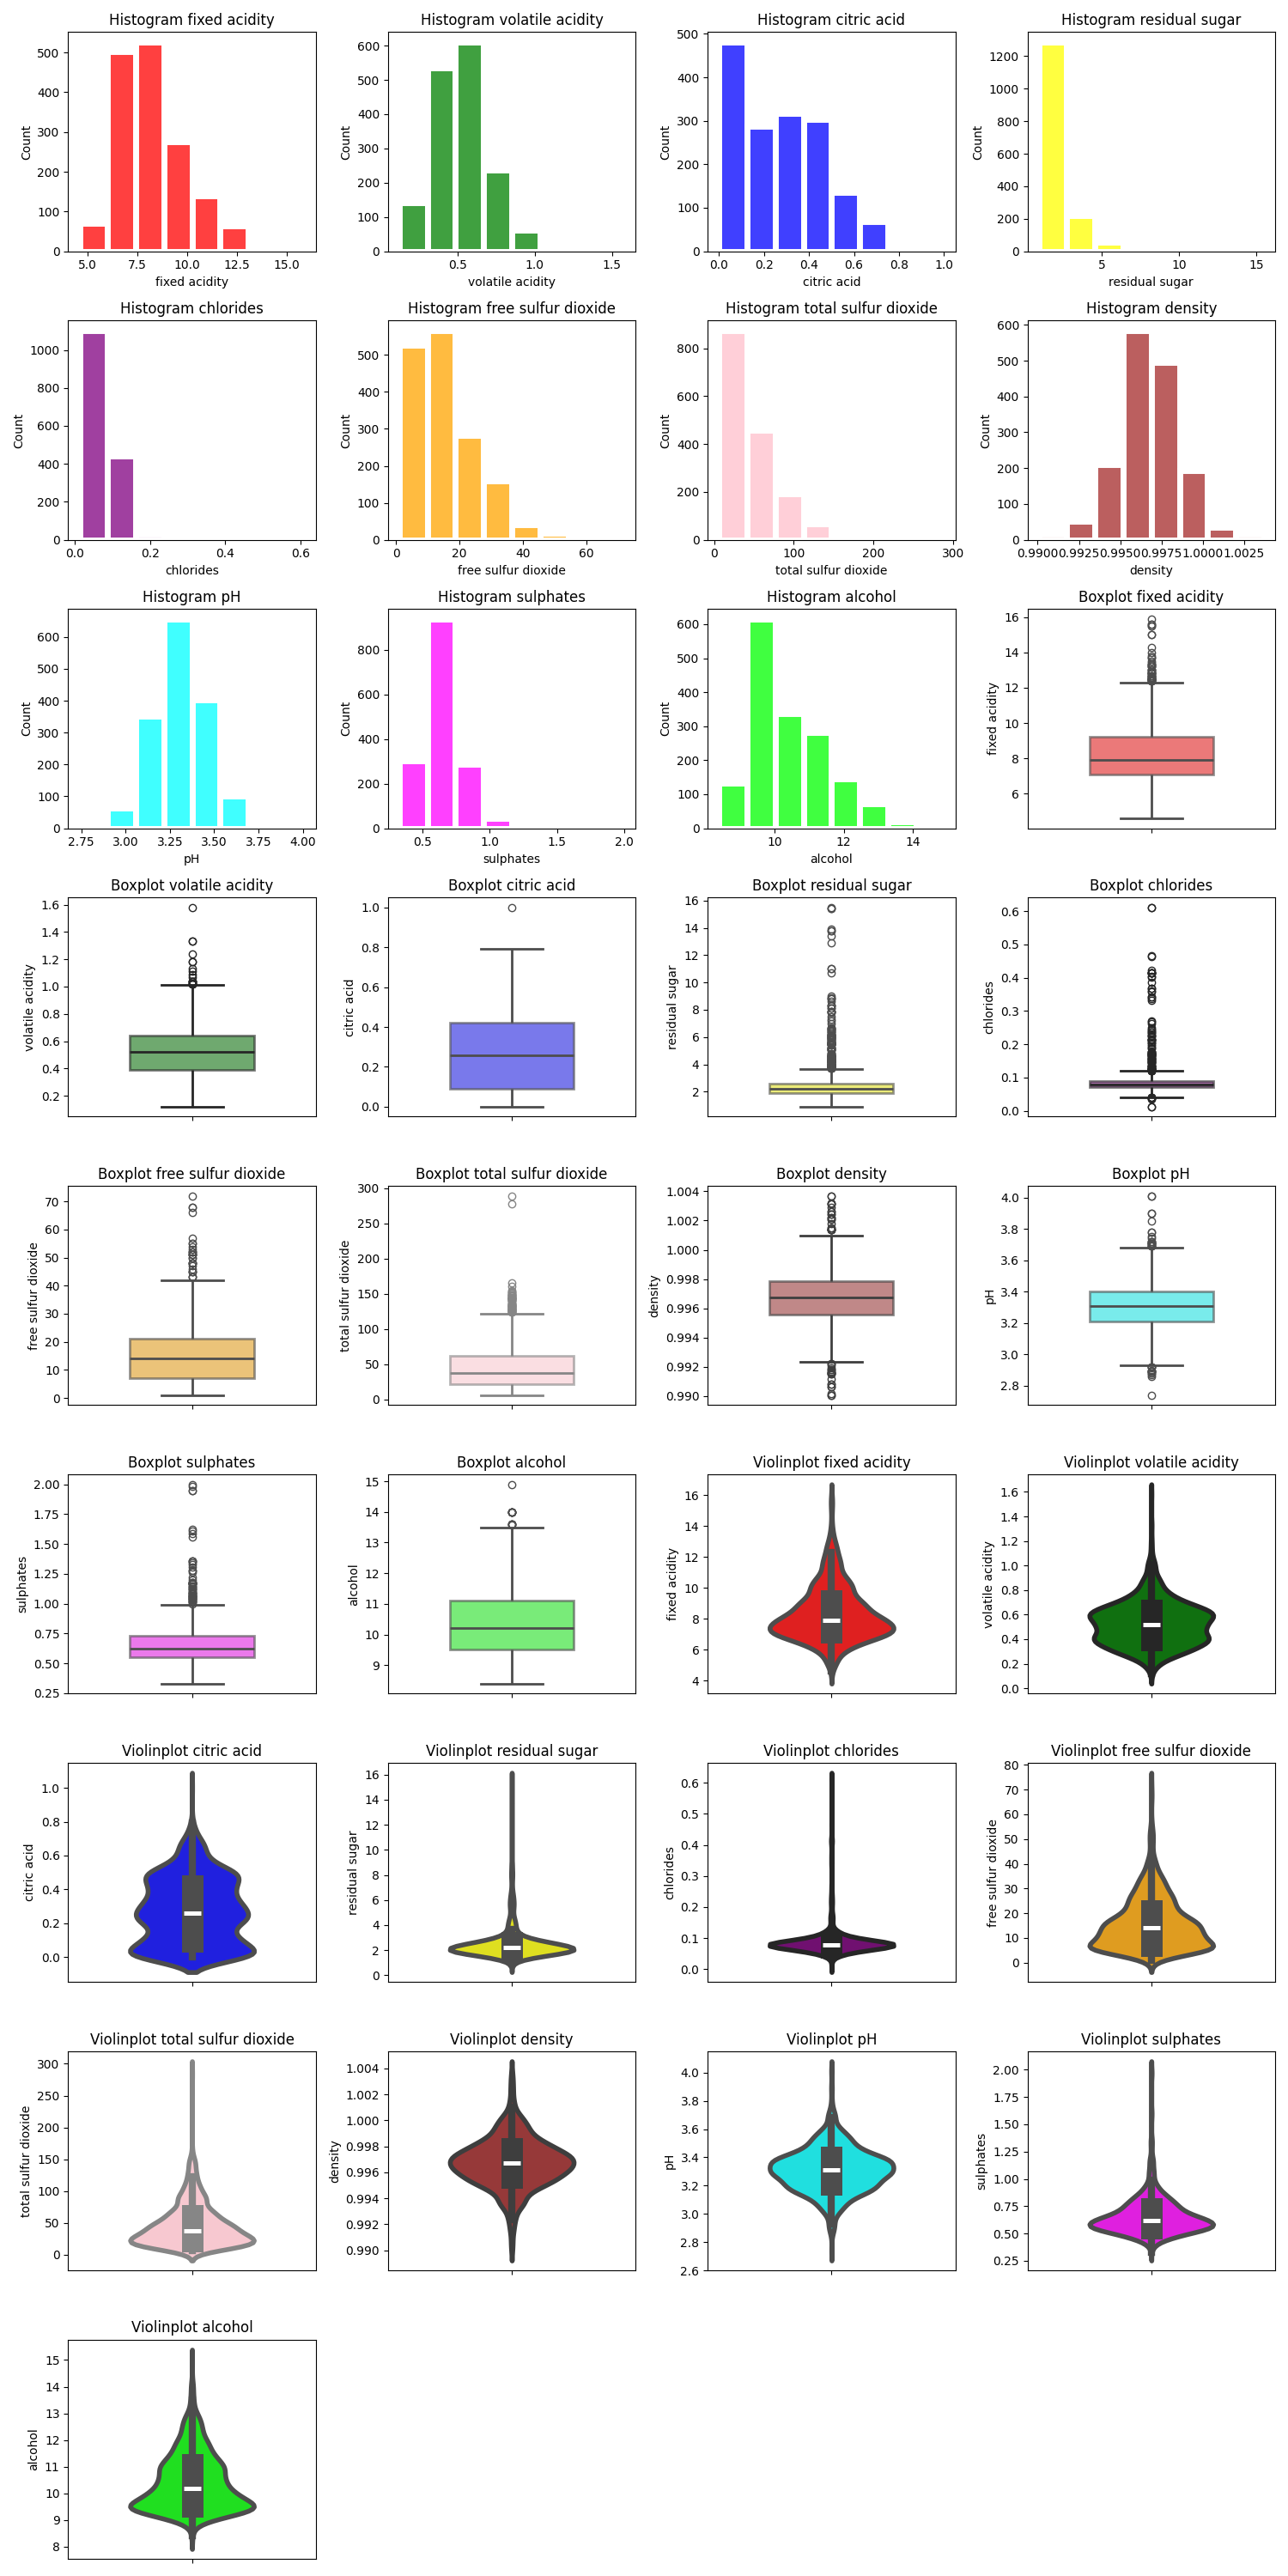 Histogram fixed acidity
Count
500
400
300
200
100
0
5.0 7.5 10.0 12.5 15.0
fixed acidity
Histogram volatile acidity
Count
600
500
400
300
200
100
0
0.5 1.0 1.5
volatile acidity
Histogram citric acid
Count
500
400
300
200
100
0
0.0 0.2 0.4 0.6 0.8 1.0
citric acid
Histogram residual sugar
Count
1200
1000
800
600
400
200
0
5 10 15
residual sugar
Histogram chlorides
Count
1000
800
600
400
200
0
0.0 0.2 0.4 0.6
chlorides
Histogram free sulfur dioxide
Count
500
400
300
200
100
0
0 20 40 60
free sulfur dioxide
Histogram total sulfur dioxide
Count
800
600
400
200
0
0 100 200 300
total sulfur dioxide
Histogram density
Count
600
500
400
300
200
100
0
0.9900 0.9925 0.9950 0.9975 1.0000 1.0025
density
Histogram pH
Count
600
500
400
300
200
100
0
2.75 3.00 3.25 3.50 3.75 4.00
pH
Histogram sulphates
Count
800
600
400
200
0
0.5 1.0 1.5 2.0
sulphates
Histogram alcohol
Count
600
500
400
300
200
100
0
10 12 14
alcohol
Boxplot fixed acidity
fixed acidity
16
14
12
10
8
6
Boxplot volatile acidity
volatile acidity
1.6
1.4
1.2
1.0
0.8
0.6
0.4
0.2
Boxplot citric acid
citric acid
1.0
0.8
0.6
0.4
0.2
0.0
Boxplot residual sugar
residual sugar
16
14
12
10
8
6
4
2
Boxplot chlorides
chlorides
0.6
0.5
0.4
0.3
0.2
0.1
0.0
Boxplot free sulfur dioxide
free sulfur dioxide
70
60
50
40
30
20
10
0
Boxplot total sulfur dioxide
total sulfur dioxide
300
250
200
150
100
50
0
Boxplot density
density
1.004
1.002
1.000
0.998
0.996
0.994
0.992
0.990
Boxplot pH
pH
4.0
3.8
3.6
3.4
3.2
3.0
2.8
Boxplot sulphates
sulphates
2.00
1.75
1.50
1.25
1.00
0.75
0.50
0.25
Boxplot alcohol
alcohol
15
14
13
12
11
10
9
Violinplot fixed acidity
fixed acidity
16
14
12
10
8
6
4
Violinplot volatile acidity
volatile acidity
1.6
1.4
1.2
1.0
0.8
0.6
0.4
0.2
0.0
Violinplot citric acid
citric acid
1.0
0.8
0.6
0.4
0.2
0.0
Violinplot residual sugar
residual sugar
16
14
12
10
8
6
4
2
0
Violinplot chlorides
chlorides
0.6
0.5
0.4
0.3
0.2
0.1
0.0
Violinplot free sulfur dioxide
free sulfur dioxide
80
70
60
50
40
30
20
10
0
Violinplot total sulfur dioxide
total sulfur dioxide
300
250
200
150
100
50
0
Violinplot density
density
1.004
1.002
1.000
0.998
0.996
0.994
0.992
0.990
Violinplot pH
pH
4.0
3.8
3.6
3.4
3.2
3.0
2.8
2.6
Violinplot sulphates
sulphates
2.00
1.75
1.50
1.25
1.00
0.75
0.50
0.25
Violinplot alcohol
alcohol
15
14
13
12
11
10
9
8